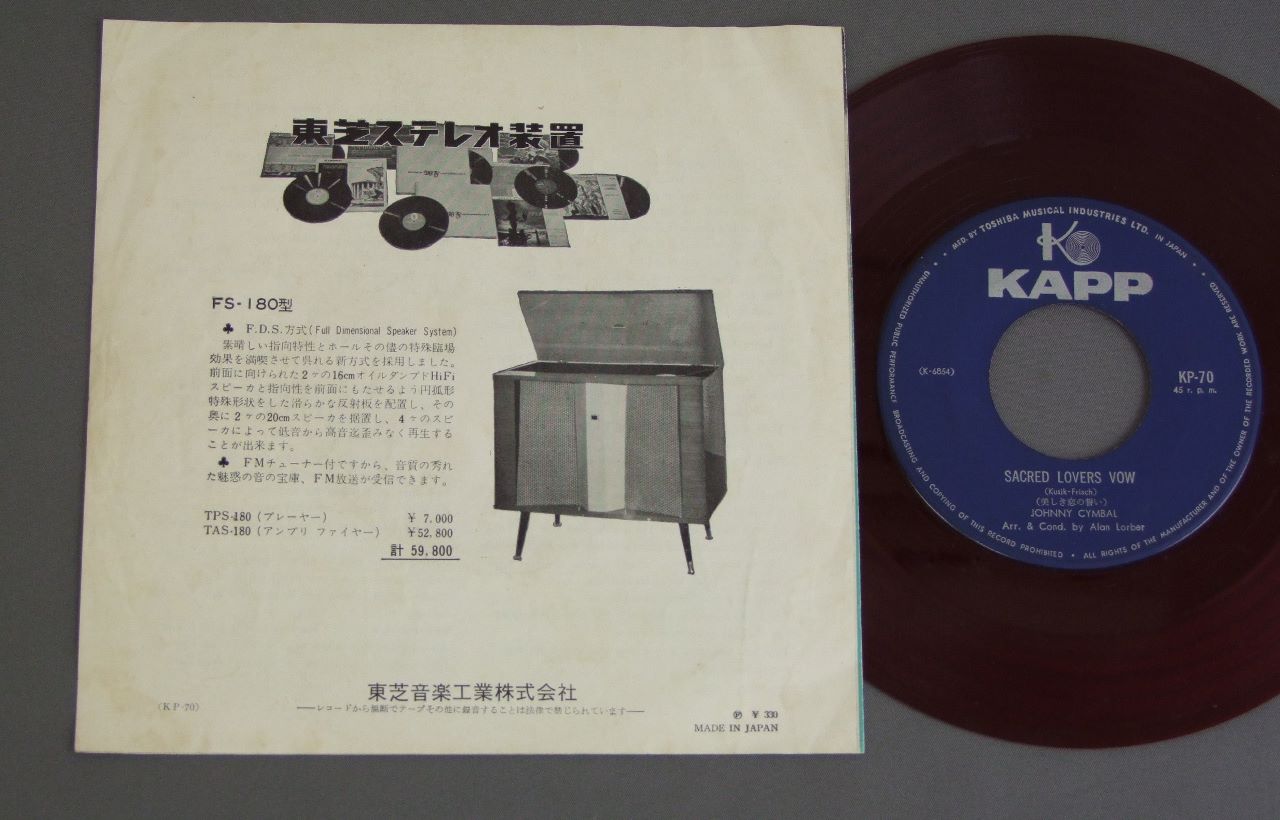 東芝ステレオ装置
FS-180型
♣ F.D.S.方式(Full Dimensional Speaker System)
素晴しい指向特性とホールその儘の特殊臨場
効果を満喫させて呉れる新方式を採用しました。
前面に向けられた2ヶの16cmオイルダンプドHiFi
スピーカと指向性を前面にもたせるよう円弧形
特殊形状をした滑らかな反射板を配置し、その
奥に2ヶの20cmスピーカを据置し、4ヶのスピ
ーカによって低音から高音迄歪みなく再生する
ことが出来ます。
♣ FMチューナー付ですから、音質の秀れ
た魅惑の音の宝庫、FM放送が受信できます。
TPS-180(プレーヤー) ¥ 7.000
TAS-180(アンプリ ファイヤー) ¥52,800
計 59,800
東芝音楽工業株式会社
──レコードから無断でテープその他に録音することは法律で禁じられています──
(KP-70)
Ⓟ ¥ 330
MADE IN JAPAN
• MFD. BY TOSHIBA MUSICAL INDUSTRIES LTD. IN JAPAN •
K
KAPP
(K-6854)
KP-70
45 r. p. m.
SACRED LOVERS VOW
(Kusik-Frisch)
(美しき恋の誓い)
JOHNNY CYMBAL
Arr. & Cond. by Alan Lorber
UNAUTHORIZED PUBLIC PERFORMANCE BROADCASTING AND COPYING OF THIS RECORD PROHIBITED • ALL RIGHTS OF THE MANUFACTURER AND OF THE OWNER OF THE RECORDED WORK ARE RESERVED